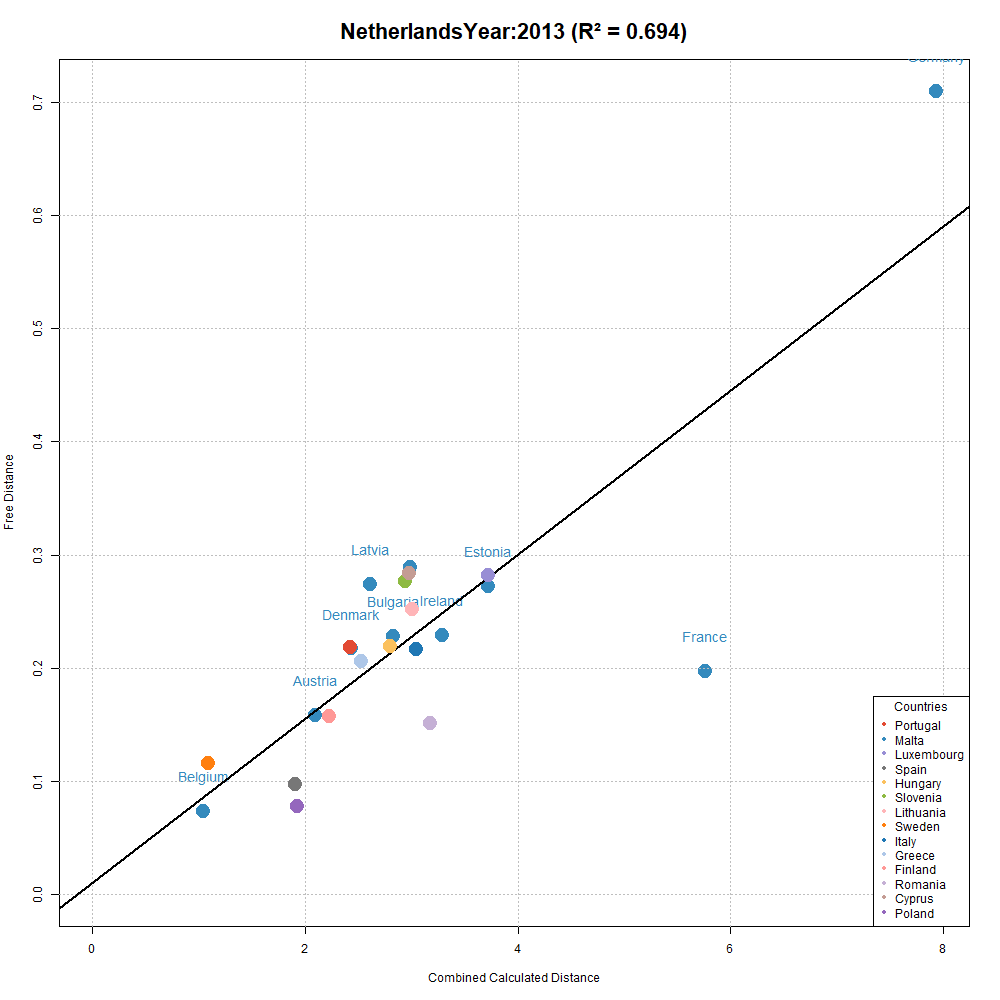 NetherlandsYear:2013 (R² = 0.694)
Germany
0.7
0.6
0.5
0.4
0.3
0.2
0.1
0.0
Free Distance
Latvia
Estonia
BulgariaIreland
Denmark
France
Austria
Belgium
Countries
Portugal
Malta
Luxembourg
Spain
Hungary
Slovenia
Lithuania
Sweden
Italy
Greece
Finland
Romania
Cyprus
Poland
0 2 4 6 8
Combined Calculated Distance